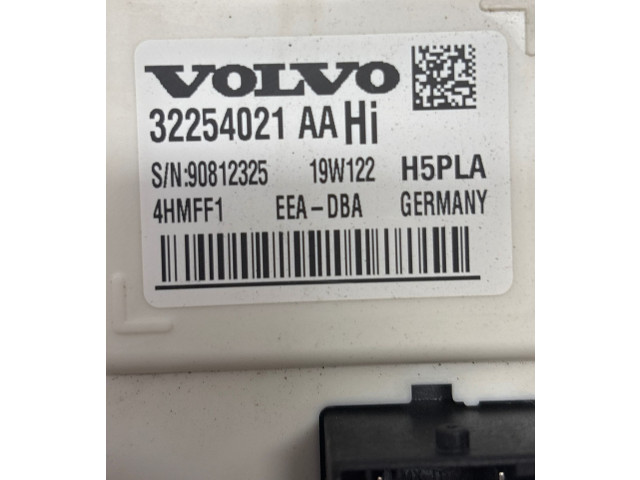 VOLVO
32254021 AA Hi
S/N:90812325 19W122 H5PLA
4HMFF1 EEA-DBA GERMANY